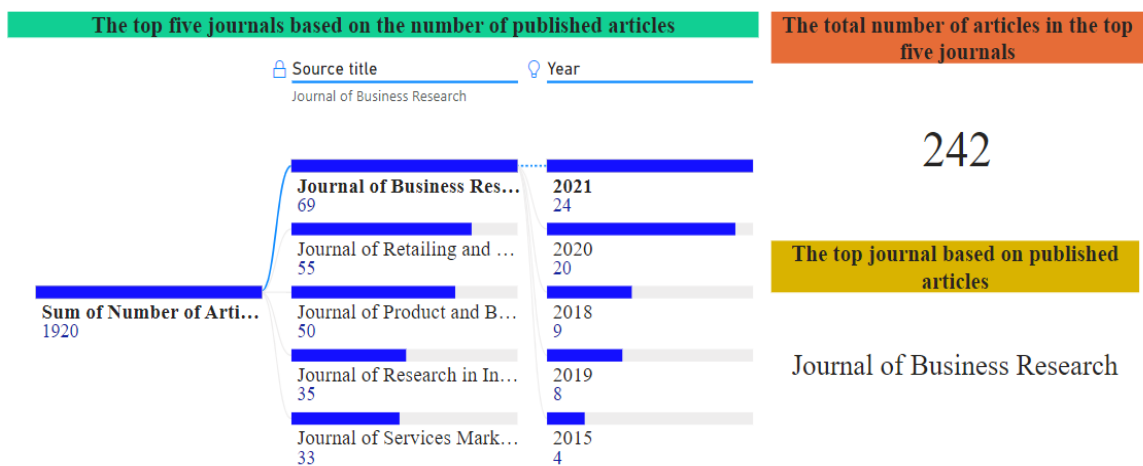 The top five journals based on the number of published articles
Source title
Year
Journal of Business Research
Sum of Number of Arti...
1920
Journal of Business Res...
69
Journal of Retailing and ...
55
Journal of Product and B...
50
Journal of Research in In...
35
Journal of Services Mark...
33
2021
24
2020
20
2018
9
2019
8
2015
4
The total number of articles in the top
five journals
242
The top journal based on published
articles
Journal of Business Research